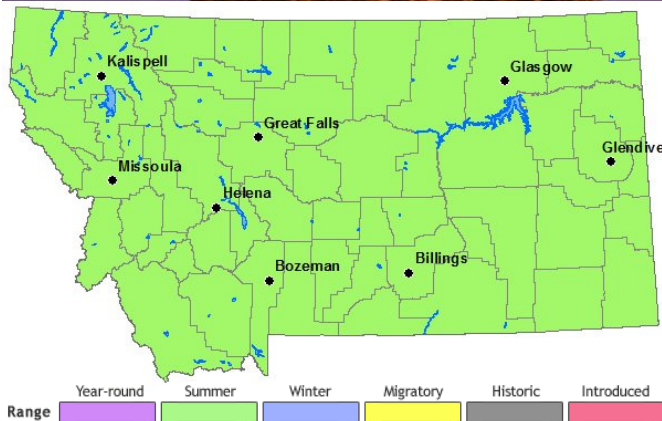 Kalispell
Glasgow
Great Falls
Glendive
Missoula
Helena
Bozeman
Billings
Year-round Summer Winter Migratory Historic Introduced
Range